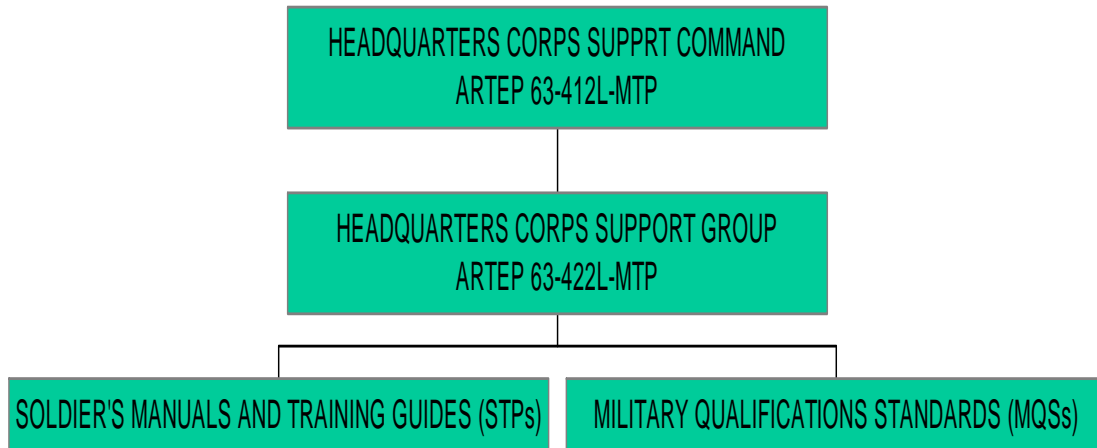 HEADQUARTERS CORPS SUPPRT COMMAND
ARTEP 63-412L-MTP
HEADQUARTERS CORPS SUPPORT GROUP
ARTEP 63-422L-MTP
SOLDIER'S MANUALS AND TRAINING GUIDES (STPs)
MILITARY QUALIFICATIONS STANDARDS (MQSs)